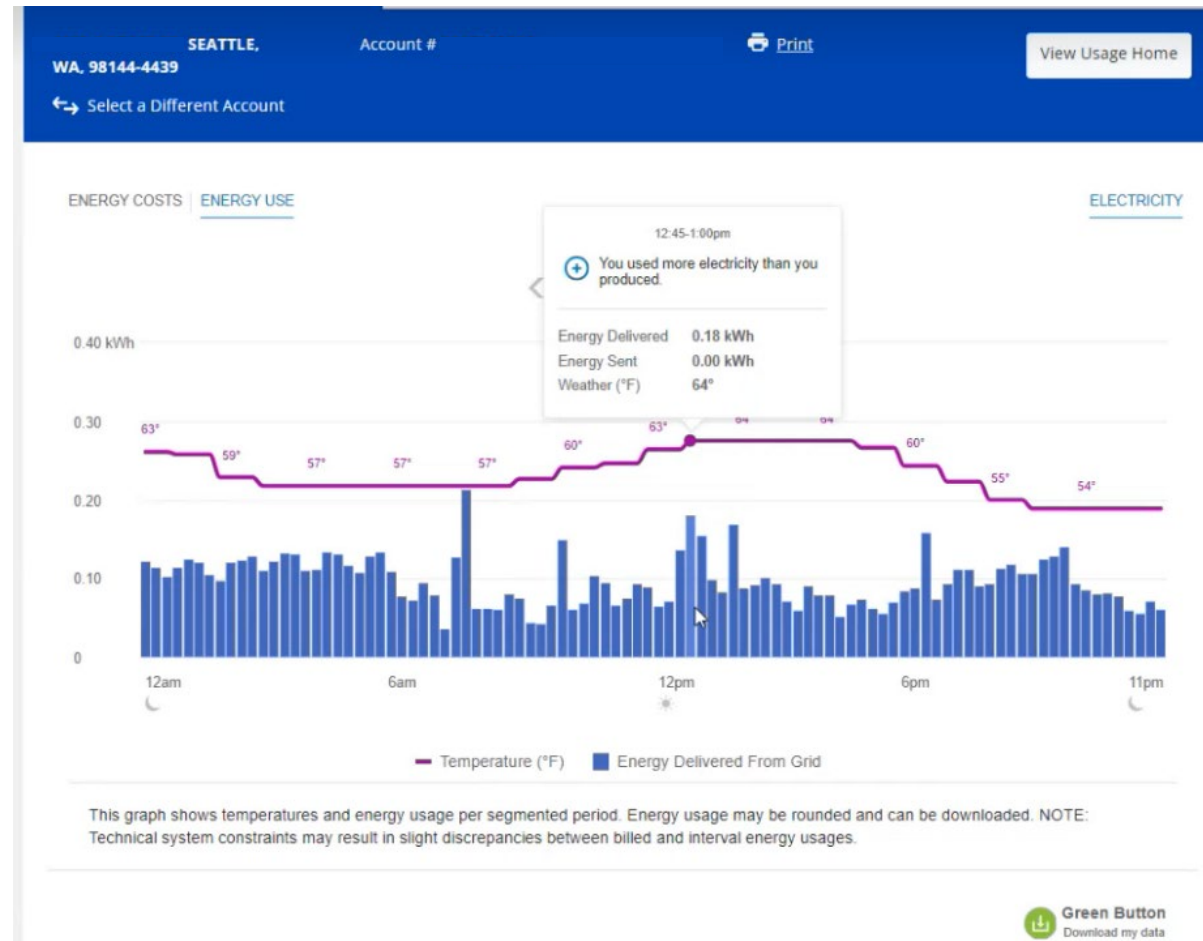 SEATTLE,
WA, 98144-4439
Account #
Print
View Usage Home
Select a Different Account
ENERGY COSTS | ENERGY USE
ELECTRICITY
12:45-1:00pm
You used more electricity than you
produced.
Energy Delivered 0.18 kWh
Energy Sent 0.00 kWh
Weather (°F) 64°
0.40 kWh
0.30
0.20
0.10
0
63°
59°
57°
57°
57°
60°
63°
64
64
60°
55°
54°
12am
6am
12pm
6pm
11pm
Temperature (°F)
Energy Delivered From Grid
This graph shows temperatures and energy usage per segmented period. Energy usage may be rounded and can be downloaded. NOTE:
Technical system constraints may result in slight discrepancies between billed and interval energy usages.
Green Button
Download my data